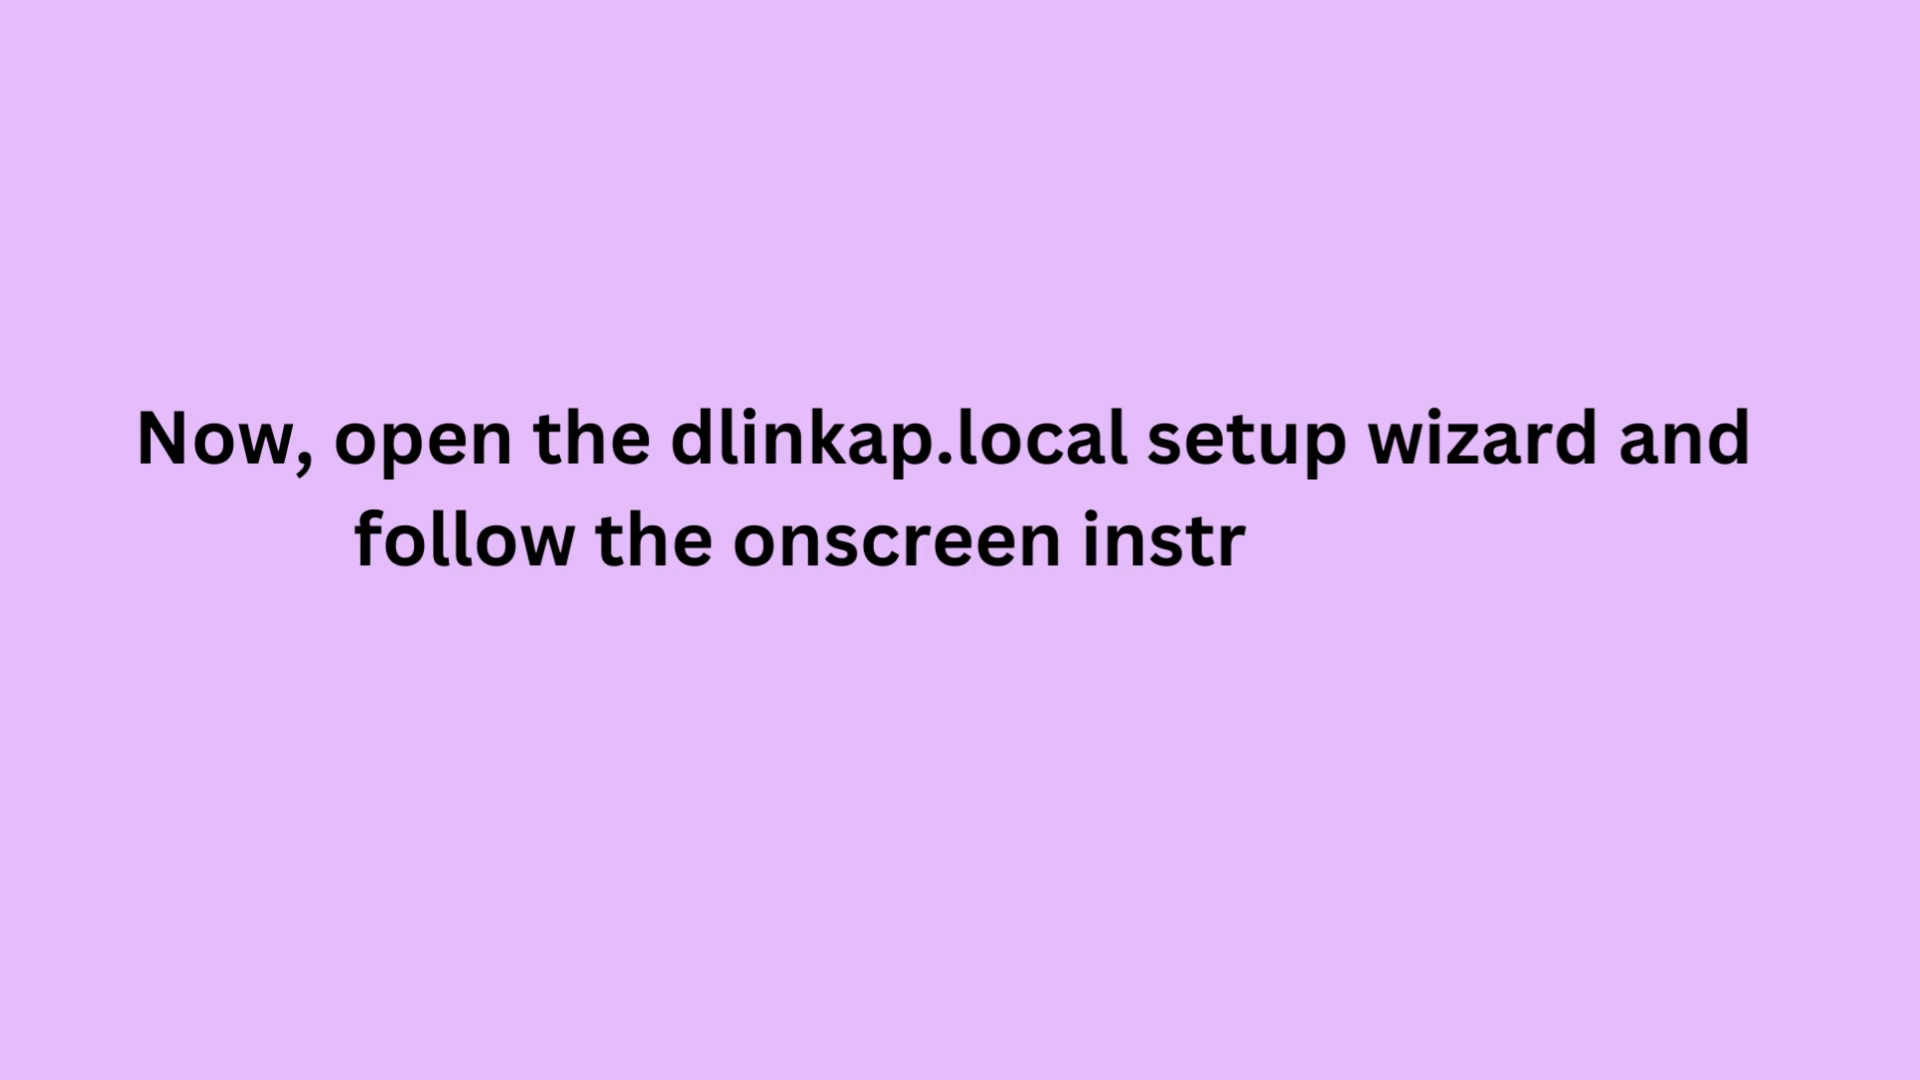 Now, open the dlinkap.local setup wizard and
follow the onscreen instr